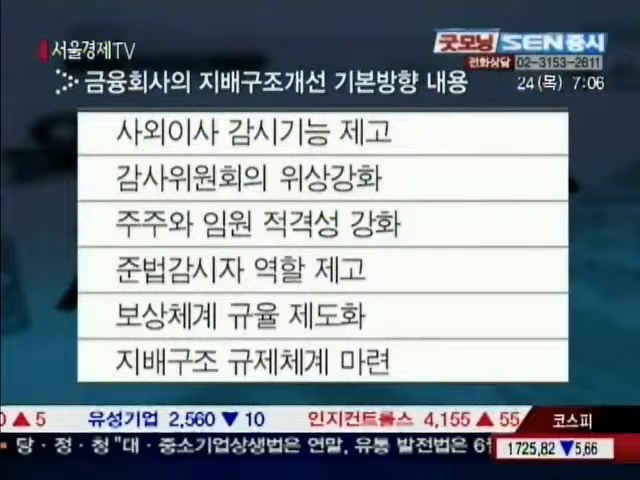 서울경제TV
굿모닝 SEN증시
전화상담 02-3153-2611
금융회사의 지배구조개선 기본방향 내용
24(목) 7:06
사외이사 감시기능 제고
감사위원회의 위상강화
주주와 임원 적격성 강화
준법감시자 역할 제고
보상체계 규율 제도화
지배구조 규제체계 마련
0 ▲ 5 유성기업 2,560 ▼ 10 인지컨트롤스 4,155 ▲ 55 코스피
당·정·청 "대·중소기업상생법은 연말, 유통 발전법은 6 1725,82 ▼5,66